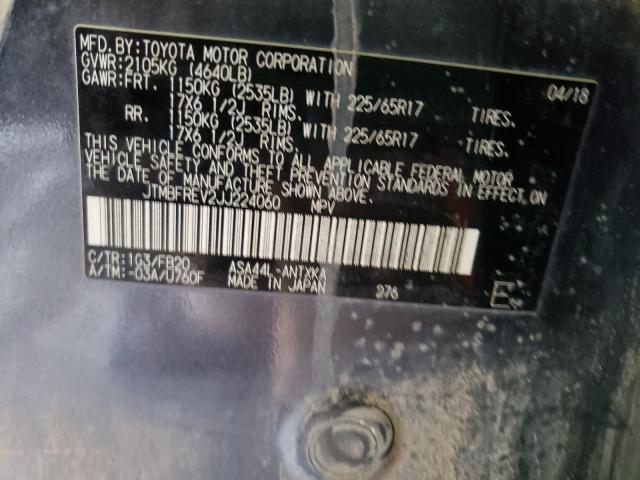 MFD. BY: TOYOTA MOTOR CORPORATION 04/18
GVWR: 2105KG (4640LB)
GAWR: FRT. 1150KG (2535LB) WITH 225/65R17 TIRES.
17X6 1/2J RIMS.
RR. 1150KG (2535LB) WITH 225/65R17 TIRES.
17X6 1/2J RIMS.
THIS VEHICLE CONFORMS TO ALL APPLICABLE FEDERAL MOTOR
VEHICLE SAFETY AND THEFT PREVENTION STANDARDS IN EFFECT ON
THE DATE OF MANUFACTURE SHOWN ABOVE.
JTMBFREV2JJ224060 MPV
C/TR: 1G3/FB20 ASA44L-ANTXKA
A/TM: -03A/U760F MADE IN JAPAN 276 E